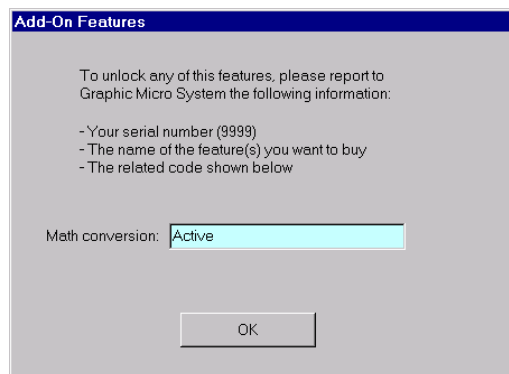 Add-On Features
To unlock any of this features, please report to
Graphic Micro System the following information:
- Your serial number (9999)
- The name of the feature(s) you want to buy
- The related code shown below
Math conversion: Active
OK